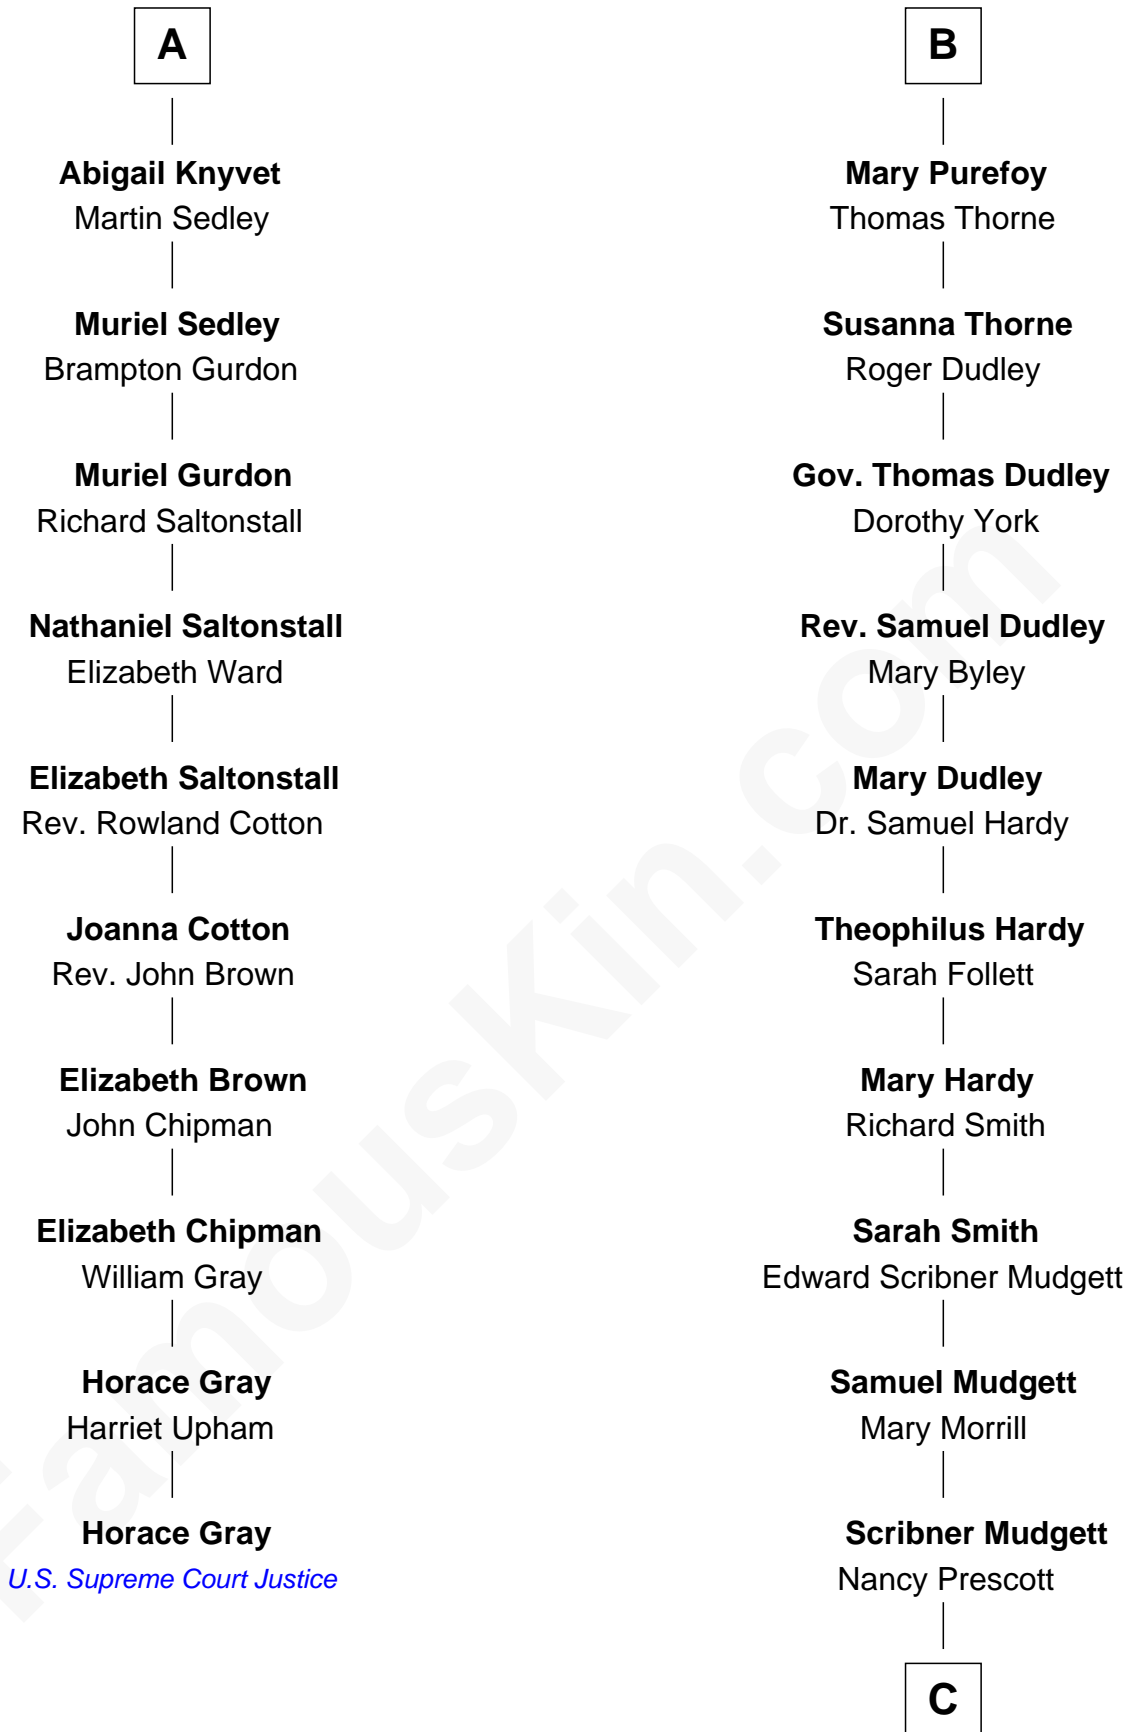 A
Abigail Knyvet
Martin Sedley
Muriel Sedley
Brampton Gurdon
Muriel Gurdon
Richard Saltonstall
Nathaniel Saltonstall
Elizabeth Ward
Elizabeth Saltonstall
Rev. Rowland Cotton
Joanna Cotton
Rev. John Brown
Elizabeth Brown
John Chipman
Elizabeth Chipman
William Gray
Horace Gray
Harriet Upham
Horace Gray
U.S. Supreme Court Justice
B
Mary Purefoy
Thomas Thorne
Susanna Thorne
Roger Dudley
Gov. Thomas Dudley
Dorothy York
Rev. Samuel Dudley
Mary Byley
Mary Dudley
Dr. Samuel Hardy
Theophilus Hardy
Sarah Follett
Mary Hardy
Richard Smith
Sarah Smith
Edward Scribner Mudgett
Samuel Mudgett
Mary Morrill
Scribner Mudgett
Nancy Prescott
C
FamousKin.com